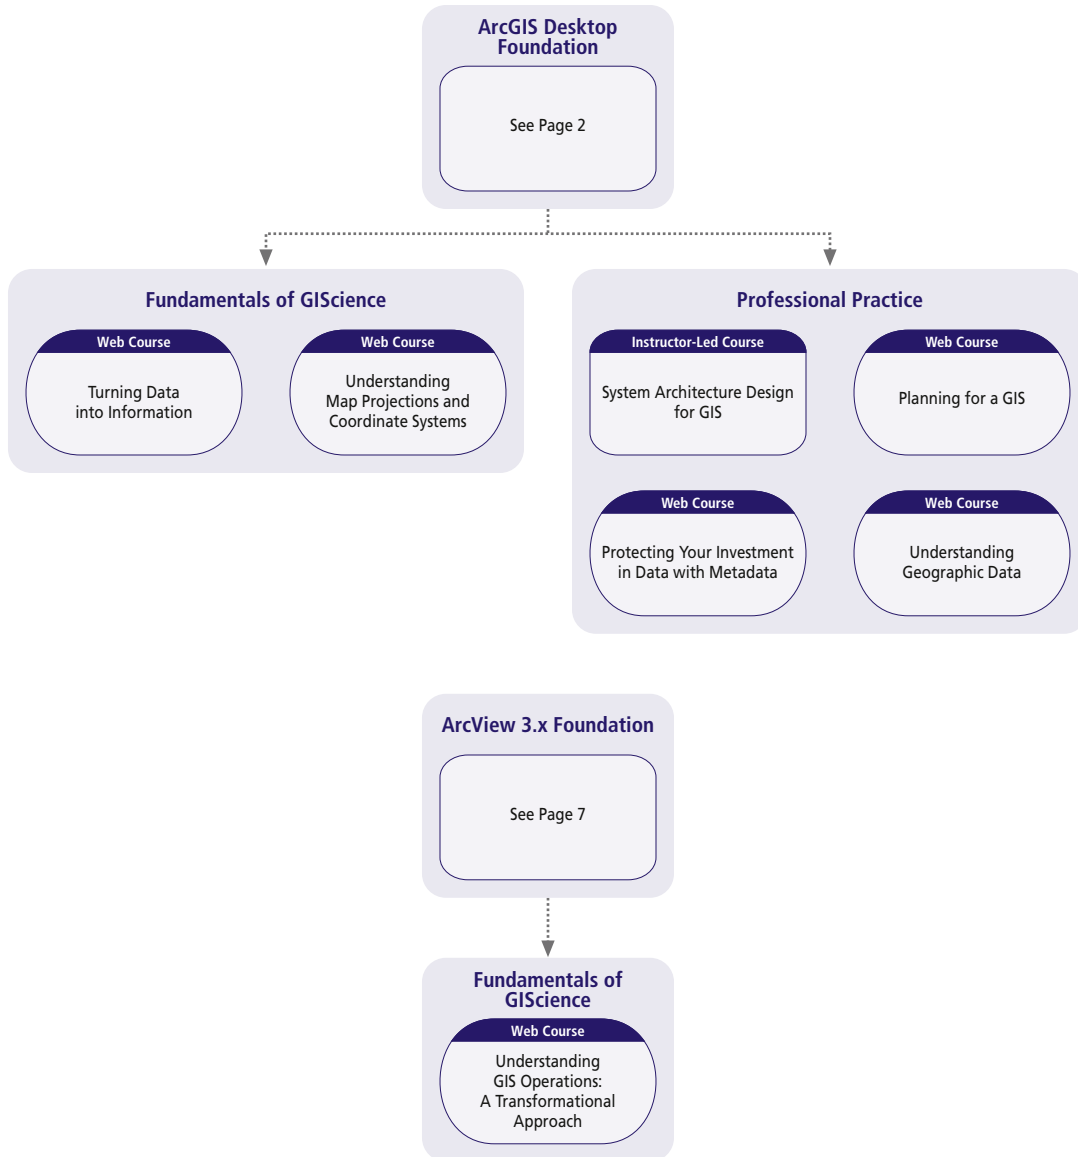 ArcGIS Desktop
Foundation
See Page 2
Fundamentals of GIScience
Web Course
Turning Data
into Information
Web Course
Understanding
Map Projections and
Coordinate Systems
Professional Practice
Instructor-Led Course
System Architecture Design
for GIS
Web Course
Planning for a GIS
Web Course
Protecting Your Investment
in Data with Metadata
Web Course
Understanding
Geographic Data
ArcView 3.x Foundation
See Page 7
Fundamentals of
GIScience
Web Course
Understanding
GIS Operations:
A Transformational
Approach